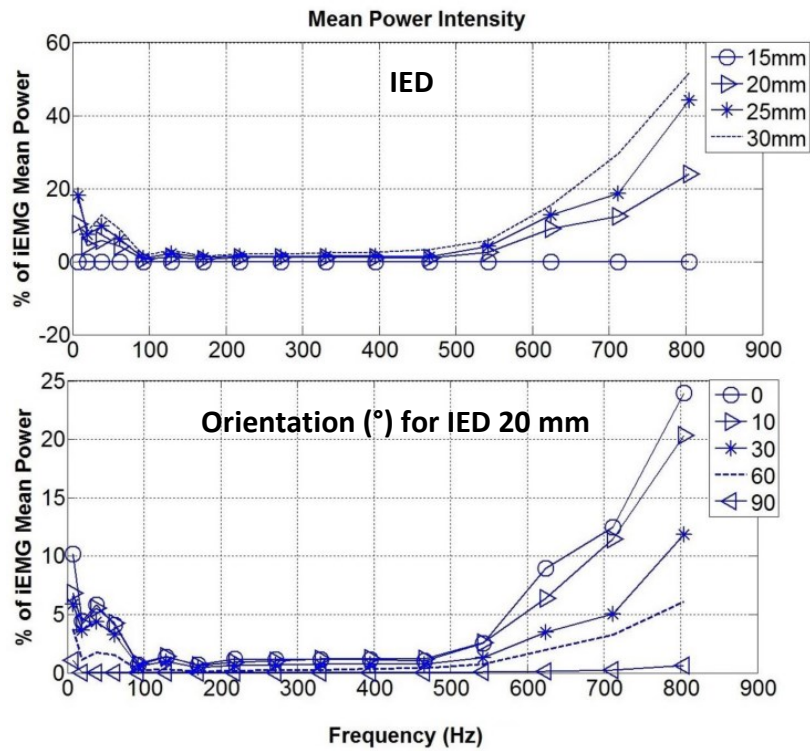 Mean Power Intensity
60
40
20
0
-20
% of iEMG Mean Power
IED
15mm
20mm
25mm
30mm
0 100 200 300 400 500 600 700 800 900
25
20
15
10
5
0
% of iEMG Mean Power
Orientation (°) for IED 20 mm
0
10
30
60
90
0 100 200 300 400 500 600 700 800 900
Frequency (Hz)